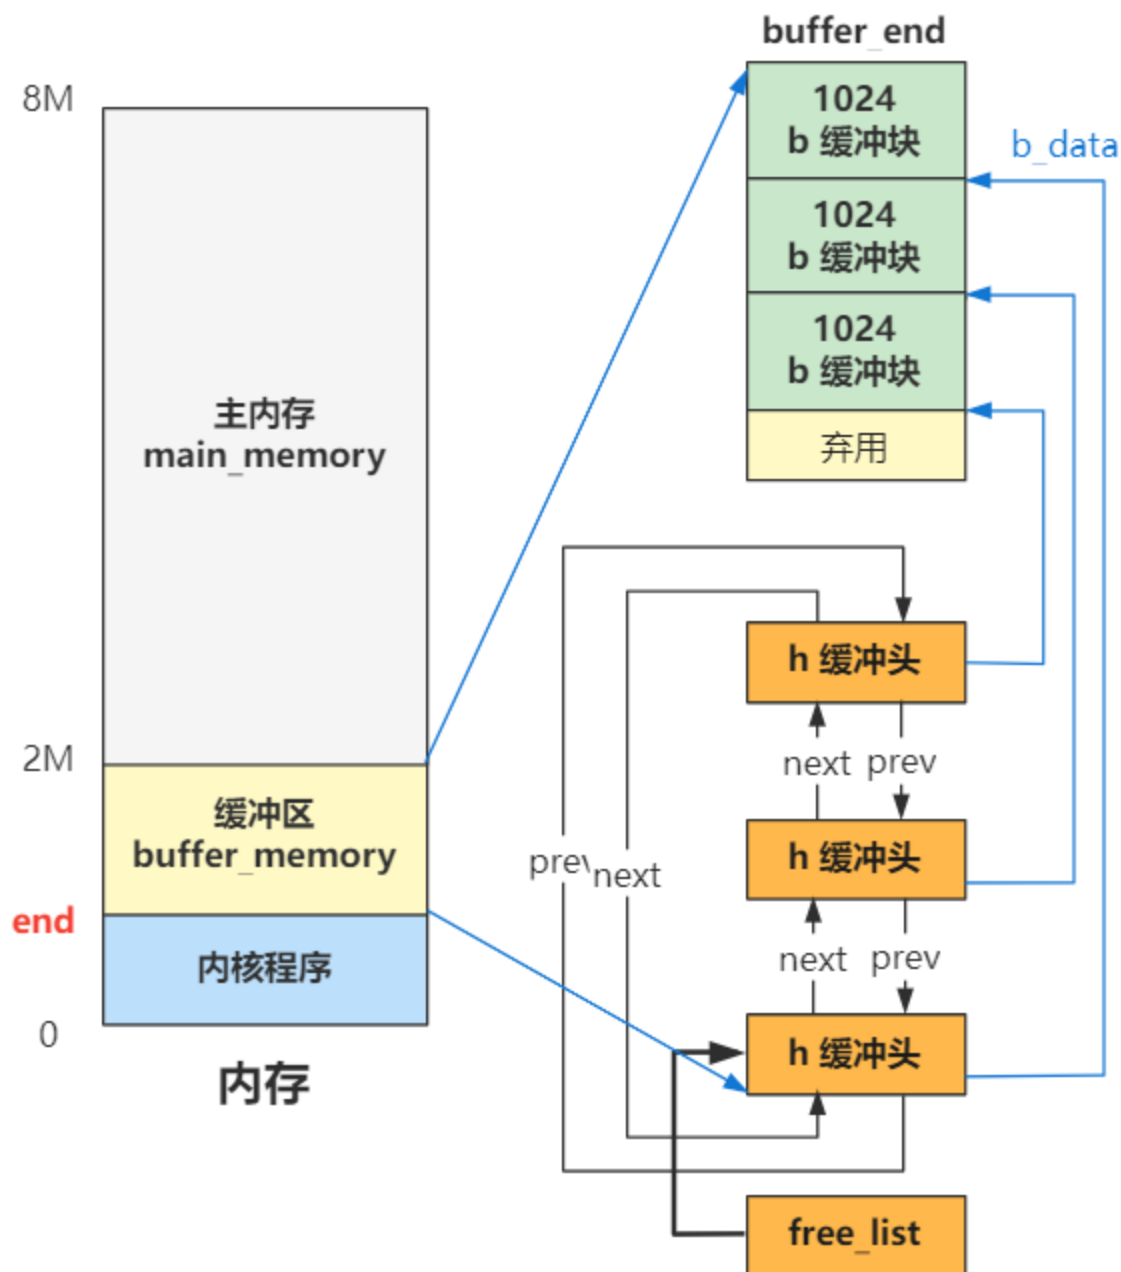 buffer_end
8M
1024
b 缓冲块
b_data
1024
b 缓冲块
1024
b 缓冲块
弃用
主内存
main_memory
2M
缓冲区
buffer_memory
end
内核程序
0
内存
h 缓冲头
next
prev
h 缓冲头
prev
next
next
prev
h 缓冲头
free_list